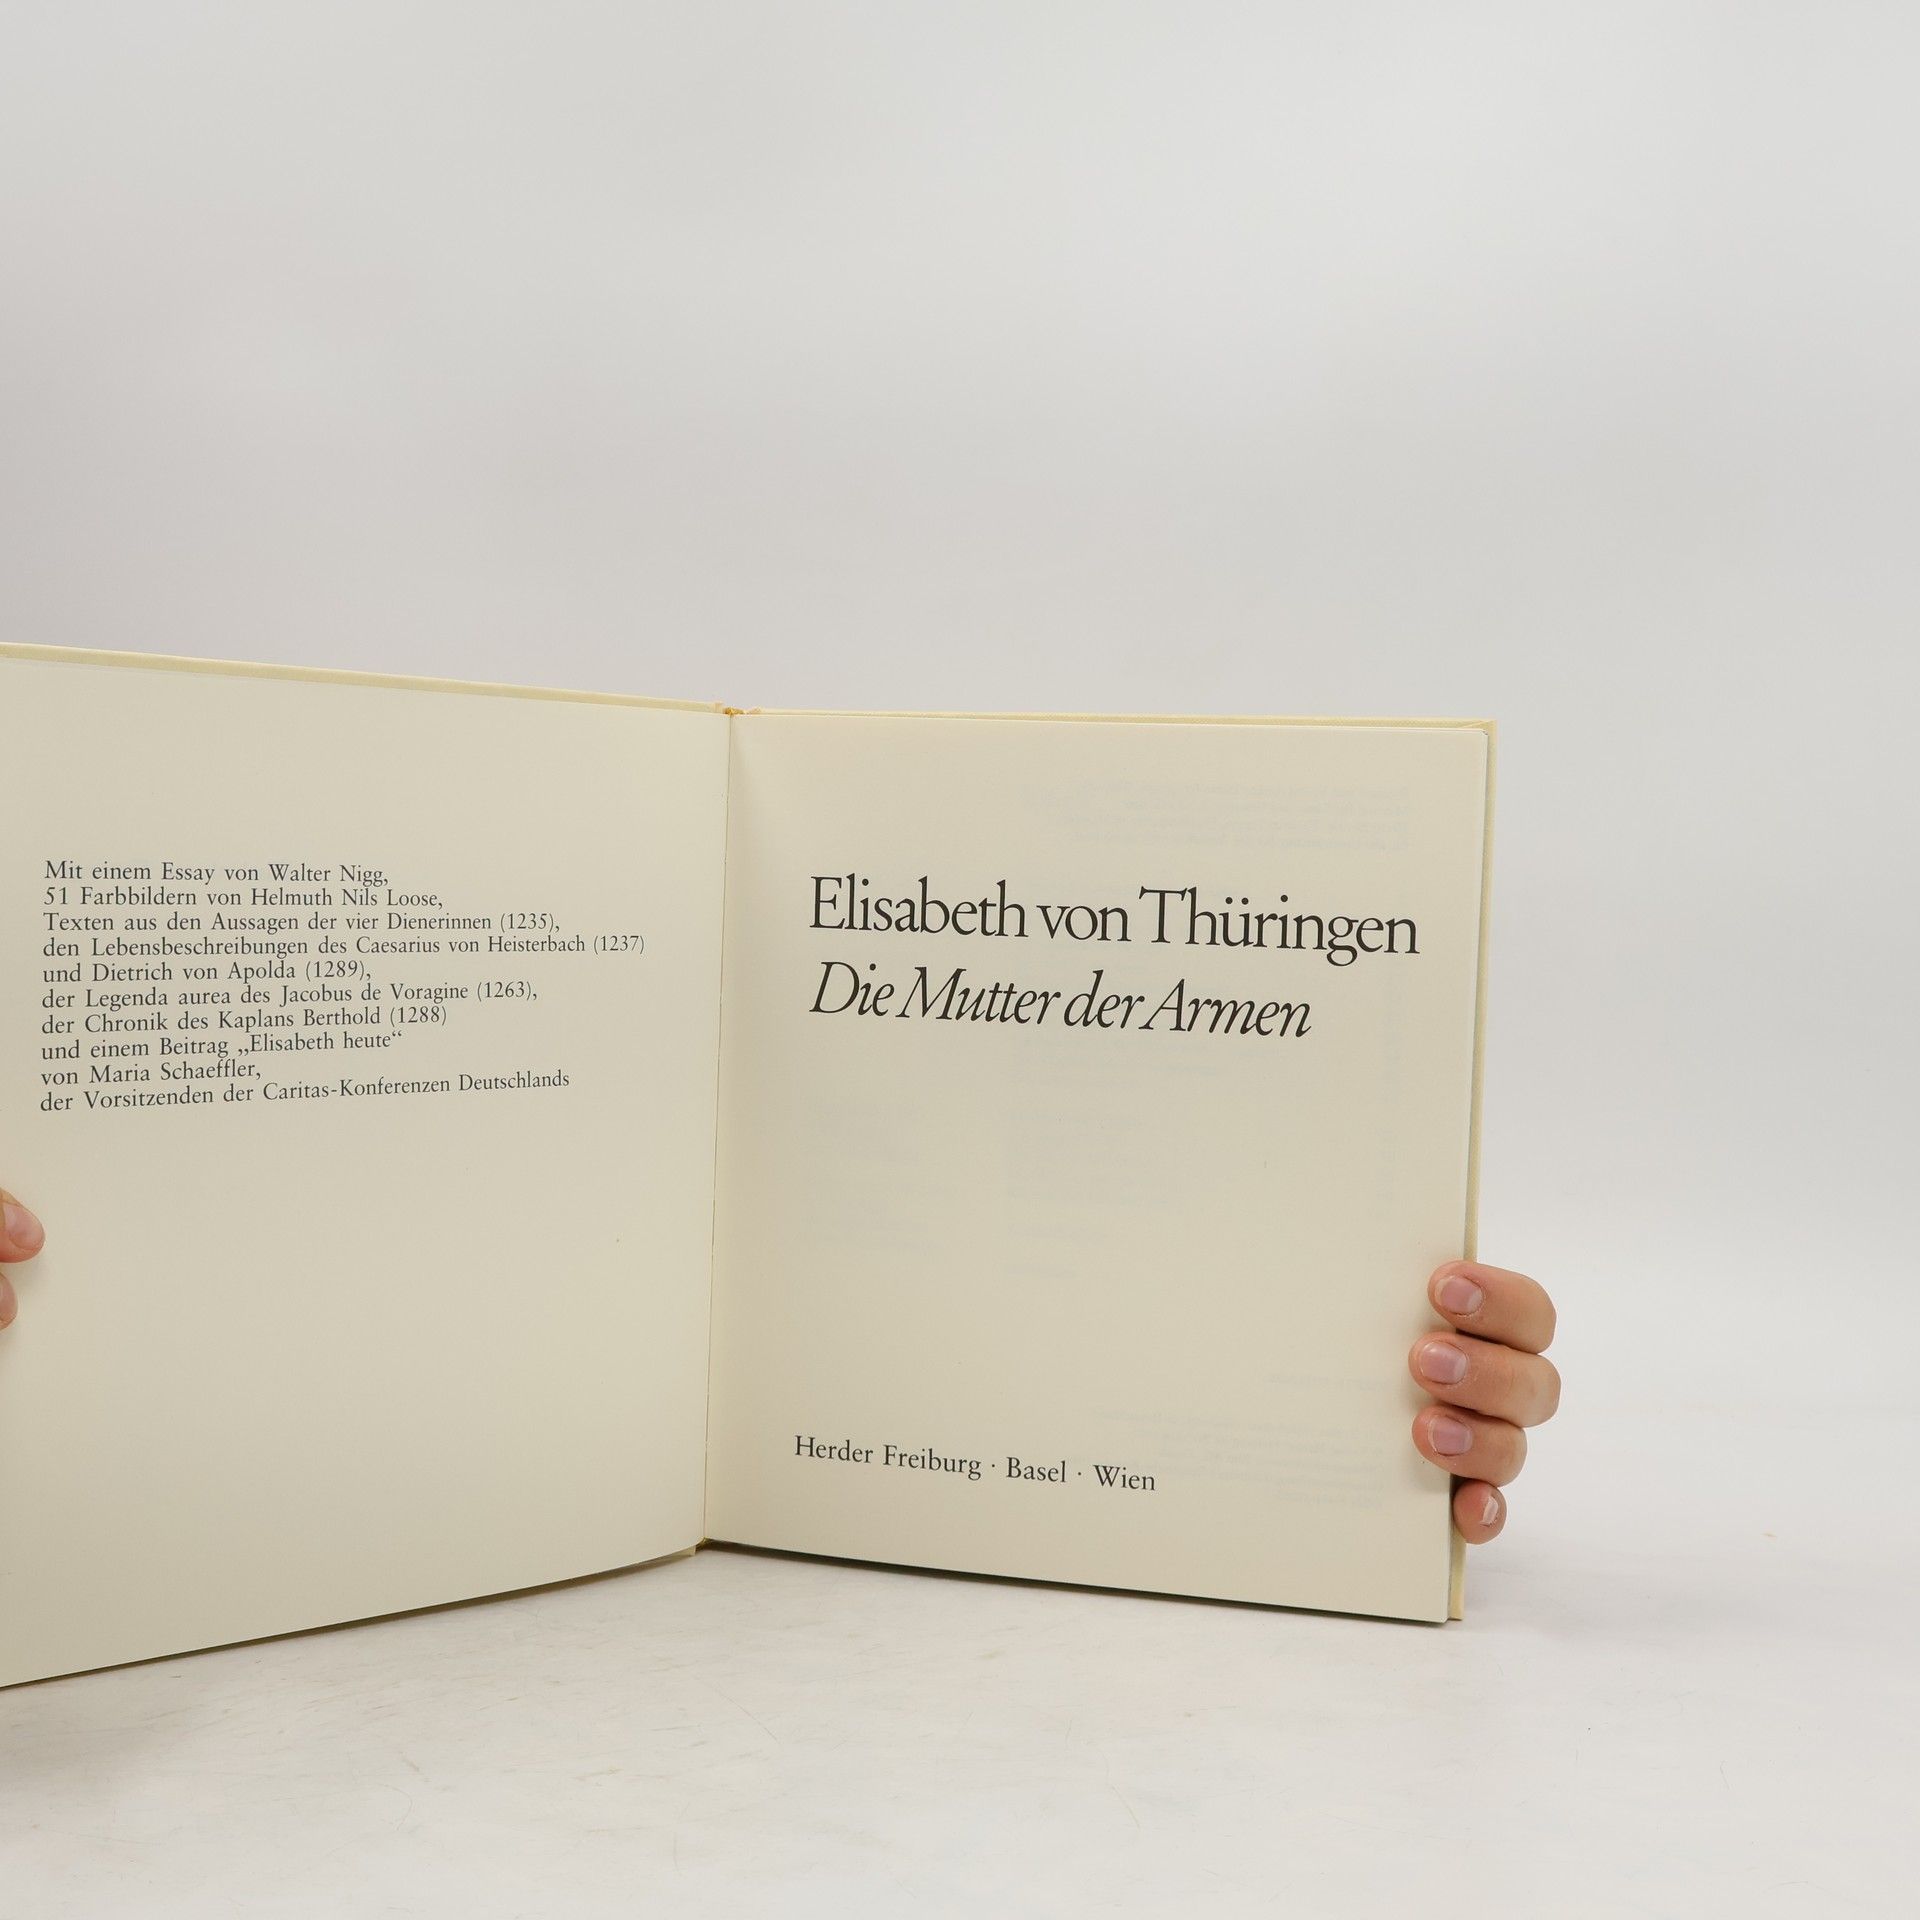 Mit einem Essay von Walter Nigg,
51 Farbbildern von Helmuth Nils Loose,
Texten aus den Aussagen der vier Dienerinnen (1235),
den Lebensbeschreibungen des Caesarius von Heisterbach (1237)
und Dietrich von Apolda (1289),
der Legenda aurea des Jacobus de Voragine (1263),
der Chronik des Kaplans Berthold (1288)
und einem Beitrag „Elisabeth heute“
von Maria Schaeffler,
der Vorsitzenden der Caritas-Konferenzen Deutschlands
Elisabeth von Thüringen
Die Mutter der Armen
Herder Freiburg · Basel · Wien